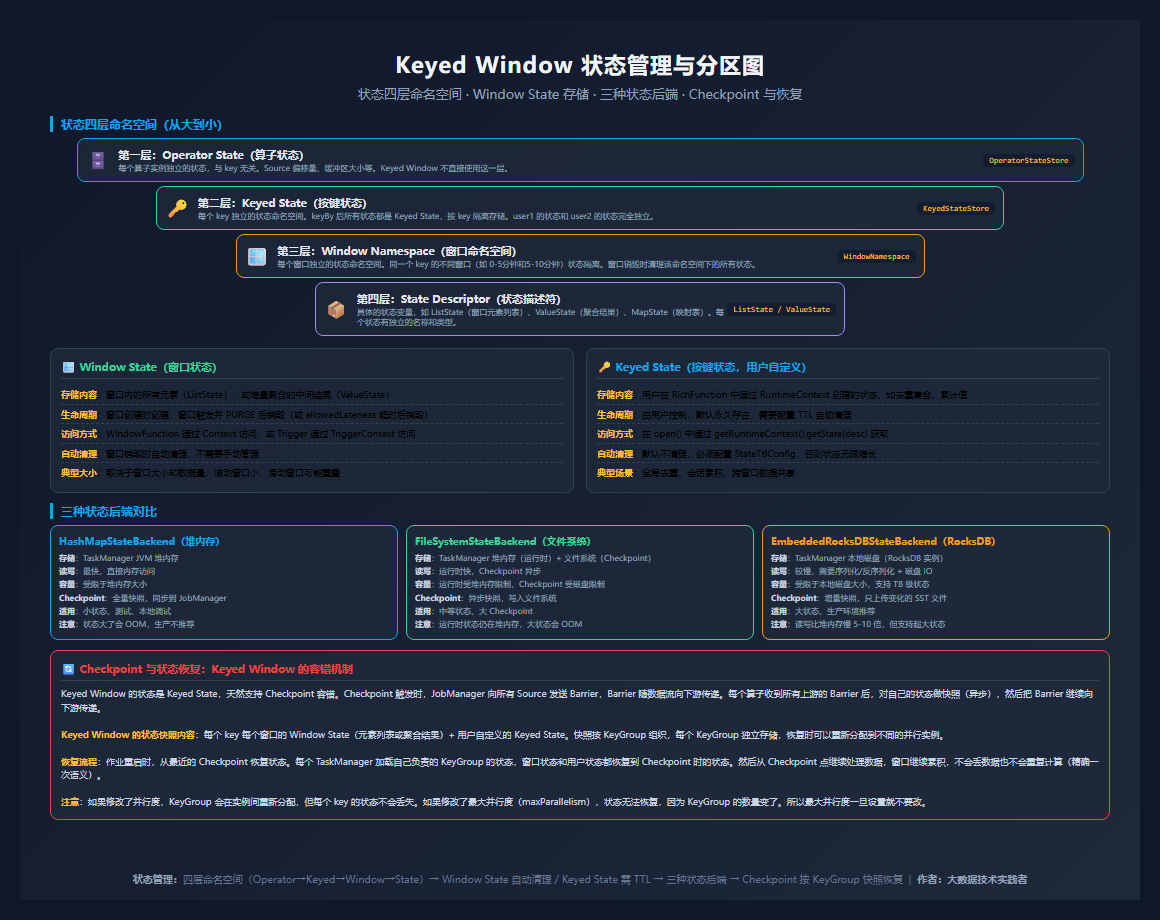 Keyed Window 状态管理与分区图
状态四层命名空间 · Window State 存储 · 三种状态后端 · Checkpoint 与恢复
状态四层命名空间（从大到小）
第一层：Operator State（算子状态）
每个算子实例独立的状态，与 key 无关。Source 偏移量、缓冲区大小等。Keyed Window 不直接使用这一层。
OperatorStateStore
第二层：Keyed State（按键状态）
每个 key 独立的状态命名空间。keyBy 后所有状态都是 Keyed State，按 key 隔离存储。user1 的状态和 user2 的状态完全独立。
KeyedStateStore
第三层：Window Namespace（窗口命名空间）
每个窗口独立的状态命名空间。同一个 key 的不同窗口（如 0-5分钟和5-10分钟）状态隔离。窗口销毁时清理该命名空间下的所有状态。
WindowNamespace
第四层：State Descriptor（状态描述符）
具体的状态变量，如 ListState（窗口元素列表）、ValueState（聚合结果）、MapState（映射表）。每
个状态有独立的名称和类型。
ListState / ValueState
Window State（窗口状态）
存储内容：窗口内的所有元素（ListState），或增量聚合的中间结果（ValueState）
生命周期：窗口创建时创建，窗口触发并 PURGE 后销毁（或 allowedLateness 超时后销毁）
访问方式：WindowFunction 通过 Context 访问，或 Trigger 通过 TriggerContext 访问
自动清理：窗口销毁时自动清理，不需要手动管理
典型大小：取决于窗口大小和数据量，滚动窗口小，滑动窗口可能重叠
Keyed State（按键状态，用户自定义）
存储内容：用户在 RichFunction 中通过 RuntimeContext 创建的状态，如去重集合、累计值
生命周期：由用户控制，默认永久存在，需要配置 TTL 自动清理
访问方式：在 open() 中通过 getRuntimeContext().getState(desc) 获取
自动清理：默认不清理，必须配置 StateTtlConfig，否则状态无限增长
典型场景：全局去重、会话累积、跨窗口数据共享
三种状态后端对比
HashMapStateBackend（堆内存）
存储：TaskManager JVM 堆内存
读写：最快，直接内存访问
容量：受限于堆内存大小
Checkpoint：全量快照，同步到 JobManager
适用：小状态、测试、本地调试
注意：状态大了会 OOM，生产不推荐
FileSystemStateBackend（文件系统）
存储：TaskManager 堆内存（运行时）+ 文件系统（Checkpoint）
读写：运行时快，Checkpoint 异步
容量：运行时受堆内存限制，Checkpoint 受磁盘限制
Checkpoint：异步快照，写入文件系统
适用：中等状态、大 Checkpoint
注意：运行时状态仍在堆内存，大状态会 OOM
EmbeddedRocksDBStateBackend（RocksDB）
存储：TaskManager 本地磁盘（RocksDB 实例）
读写：较慢，需要序列化/反序列化 + 磁盘 IO
容量：受限于本地磁盘大小，支持 TB 级状态
Checkpoint：增量快照，只上传变化的 SST 文件
适用：大状态、生产环境推荐
注意：读写比堆内存慢 5-10 倍，但支持超大状态
Checkpoint 与状态恢复：Keyed Window 的容错机制
Keyed Window 的状态是 Keyed State，天然支持 Checkpoint 容错。Checkpoint 触发时，JobManager 向所有 Source 发送 Barrier，Barrier 随数据流向下游传递。每个算子收到所有上游的 Barrier 后，对自己的状态做快照（异步），然后把 Barrier 继续向
下游传递。
Keyed Window 的状态快照内容：每个 key 每个窗口的 Window State（元素列表或聚合结果）+ 用户自定义的 Keyed State。快照按 KeyGroup 组织，每个 KeyGroup 独立存储，恢复时可以重新分配到不同的并行实例。
恢复流程：作业重启时，从最近的 Checkpoint 恢复状态。每个 TaskManager 加载自己负责的 KeyGroup 的状态，窗口状态和用户状态都恢复到 Checkpoint 时的状态。然后从 Checkpoint 点继续处理数据，窗口继续累积，不会丢数据也不会重复计算（精确一
次语义）。
注意：如果修改了并行度，KeyGroup 会在实例间重新分配，但每个 key 的状态不会丢失。如果修改了最大并行度（maxParallelism），状态无法恢复，因为 KeyGroup 的数量变了。所以最大并行度一旦设置就不要改。
状态管理：四层命名空间（Operator→Keyed→Window→State）→ Window State 自动清理 / Keyed State 需 TTL → 三种状态后端 → Checkpoint 按 KeyGroup 快照恢复 | 作者：大数据技术实践者